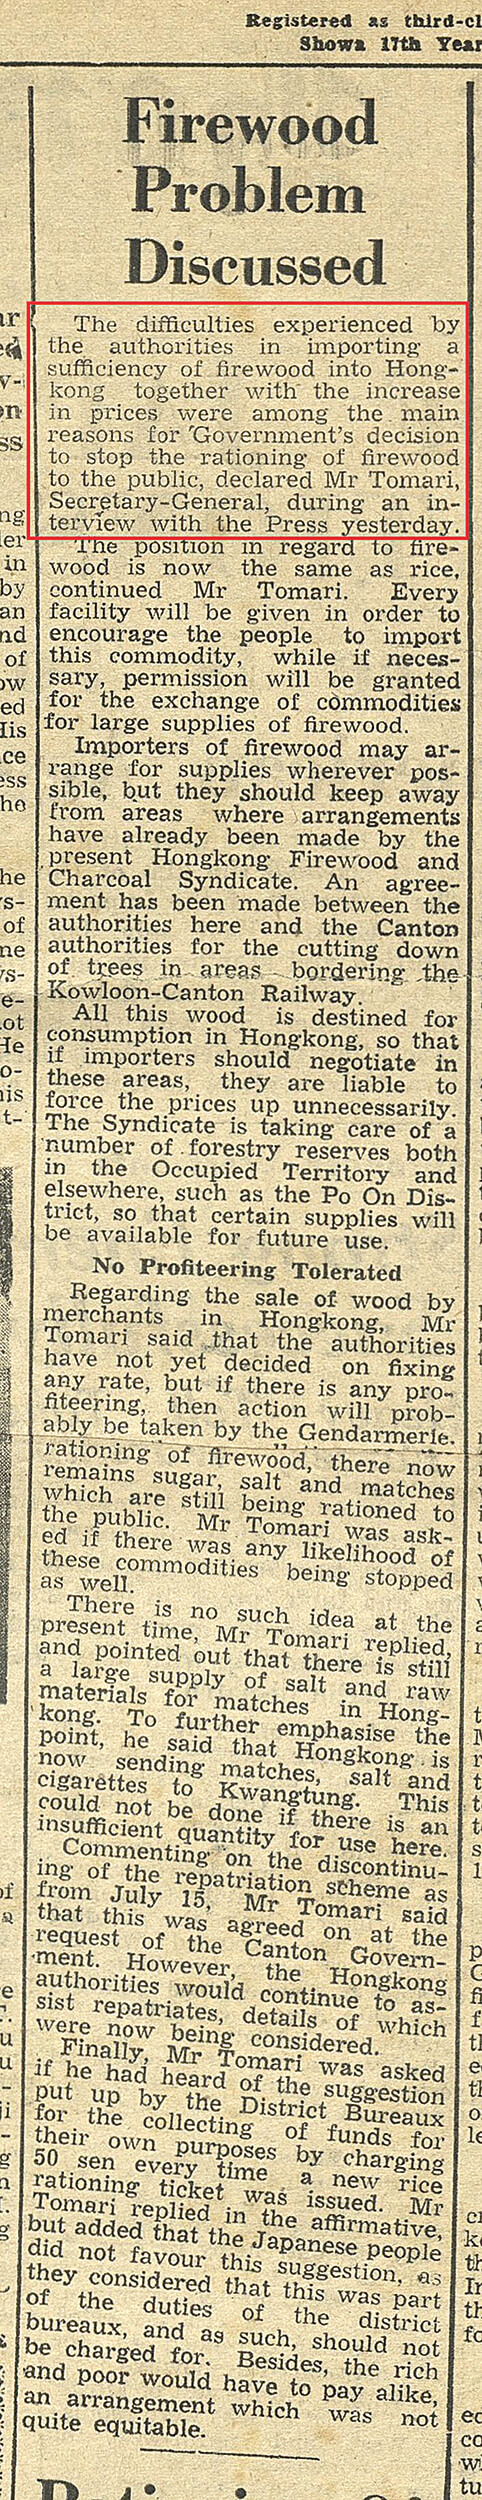 Registered as third-cl
Showa 17th Year
Firewood
Problem
Discussed
The difficulties experienced by
the authorities in importing a
sufficiency of firewood into Hong-
kong together with the increase
in prices were among the main
reasons for Government's decision
to stop the rationing of firewood
to the public, declared Mr Tomari,
Secretary-General, during an in-
terview with the Press yesterday.
The position in regard to fire-
wood is now the same as rice,
continued Mr Tomari. Every
facility will be given in order to
encourage the people to import
this commodity, while if neces-
sary, permission will be granted
for the exchange of commodities
for large supplies of firewood.
Importers of firewood may ar-
range for supplies wherever pos-
sible, but they should keep away
from areas where arrangements
have already been made by the
present Hongkong Firewood and
Charcoal Syndicate. An agree-
ment has been made between the
authorities here and the Canton
authorities for the cutting down
of trees in areas bordering the
Kowloon-Canton Railway.
All this wood is destined for
consumption in Hongkong, so that
if importers should negotiate in
these areas, they are liable to
force the prices up unnecessarily.
The Syndicate is taking care of a
number of forestry reserves both
in the Occupied Territory and
elsewhere, such as the Po On Dis-
trict, so that certain supplies will
be available for future use.
No Profiteering Tolerated
Regarding the sale of wood by
merchants in Hongkong, Mr
Tomari said that the authorities
have not yet decided on fixing
any rate, but if there is any pro-
fiteering, then action will prob-
ably be taken by the Gendarmerie.
rationing of firewood, there now
remains sugar, salt and matches
which are still being rationed to
the public. Mr Tomari was ask-
ed if there was any likelihood of
these commodities being stopped
as well.
There is no such idea at the
present time, Mr Tomari replied,
and pointed out that there is still
a large supply of salt and raw
materials for matches in Hong-
kong. To further emphasise the
point, he said that Hongkong is
now sending matches, salt and
cigarettes to Kwangtung. This
could not be done if there is an
insufficient quantity for use here.
Commenting on the discontinu-
ing of the repatriation scheme as
from July 15, Mr Tomari said
that this was agreed on at the
request of the Canton Govern-
ment. However, the Hongkong
authorities would continue to as-
sist repatriates, details of which
were now being considered.
Finally, Mr Tomari was asked
if he had heard of the suggestion
put up by the District Bureaux
for the collecting of funds for
their own purposes by charging
50 sen every time a new rice
rationing ticket was issued. Mr
Tomari replied in the affirmative,
but added that the Japanese people
did not favour this suggestion, as
they considered that this was part
of the duties of the district
bureaux, and as such, should not
be charged for. Besides, the rich
and poor would have to pay alike,
an arrangement which was not
quite equitable.